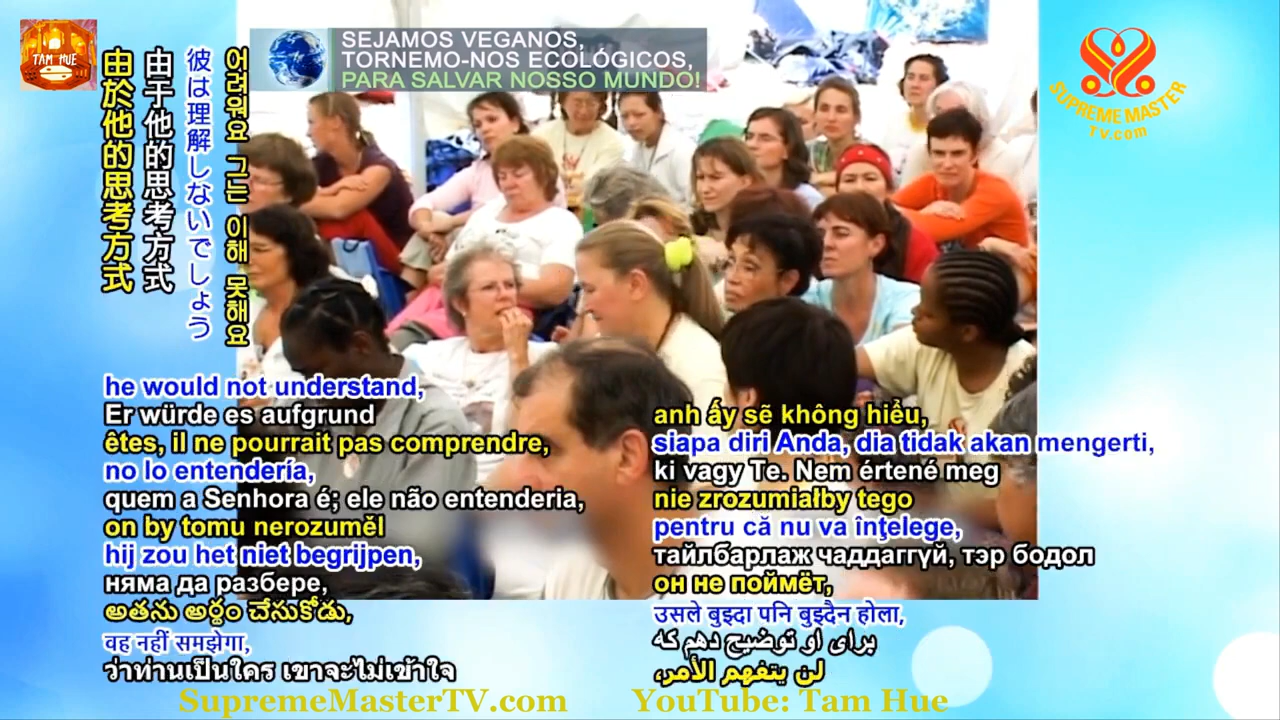 TAM HUE
SEJAMOS VEGANOS,
TORNEMO-NOS ECOLÓGICOS,
PARA SALVAR NOSSO MUNDO!
SUPREME MASTER
TV.com
由於他的思考方式
由于他的思考方式
彼は理解しないでしょう
어려워요 그는 이해 못해요
he would not understand,
Er würde es aufgrund
êtes, il ne pourrait pas comprendre,
no lo entendería,
quem a Senhora é; ele não entenderia,
on by tomu nerozuměl
hij zou het niet begrijpen,
няма да разбере,
అతను అర్థం చేసుకోడు,
वह नहीं समझेगा,
ว่าท่านเป็นใคร เขาจะไม่เข้าใจ
anh ấy sẽ không hiểu,
siapa diri Anda, dia tidak akan mengerti,
ki vagy Te. Nem értené meg
nie zrozumiałby tego
pentru că nu va înţelege,
тайлбарлаж чаддаггүй, тэр бодол
он не поймёт,
उसले बुझ्दा पनि बुझ्दैन होला,
برای او توضیح دهم که
لن يتفهم الأمر،
SupremeMasterTV.com
YouTube: Tam Hue